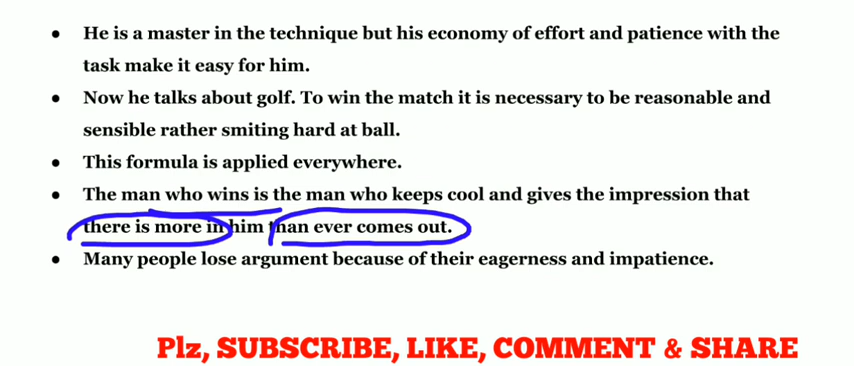 • He is a master in the technique but his economy of effort and patience with the
task make it easy for him.
• Now he talks about golf. To win the match it is necessary to be reasonable and
sensible rather smiting hard at ball.
• This formula is applied everywhere.
• The man who wins is the man who keeps cool and gives the impression that
there is more in him than ever comes out.
• Many people lose argument because of their eagerness and impatience.
Plz, SUBSCRIBE, LIKE, COMMENT & SHARE